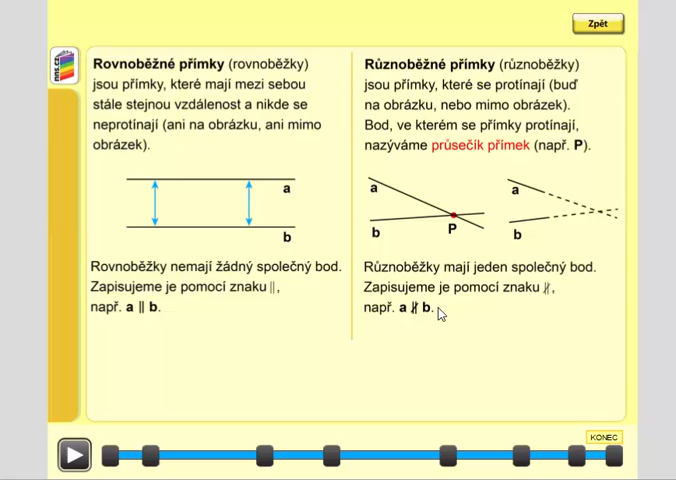 Zpět
nns.cz
Rovnoběžné přímky (rovnoběžky)
jsou přímky, které mají mezi sebou
stále stejnou vzdálenost a nikde se
neprotínají (ani na obrázku, ani mimo
obrázek).
a
b
Rovnoběžky nemají žádný společný bod.
Zapisujeme je pomocí znaku ||,
např. a || b.
Různoběžné přímky (různoběžky)
jsou přímky, které se protínají (buď
na obrázku, nebo mimo obrázek).
Bod, ve kterém se přímky protínají,
nazýváme průsečík přímek (např. P).
a
b
P
a
b
Různoběžky mají jeden společný bod.
Zapisujeme je pomocí znaku ∦,
např. a ∦ b.
KONEC